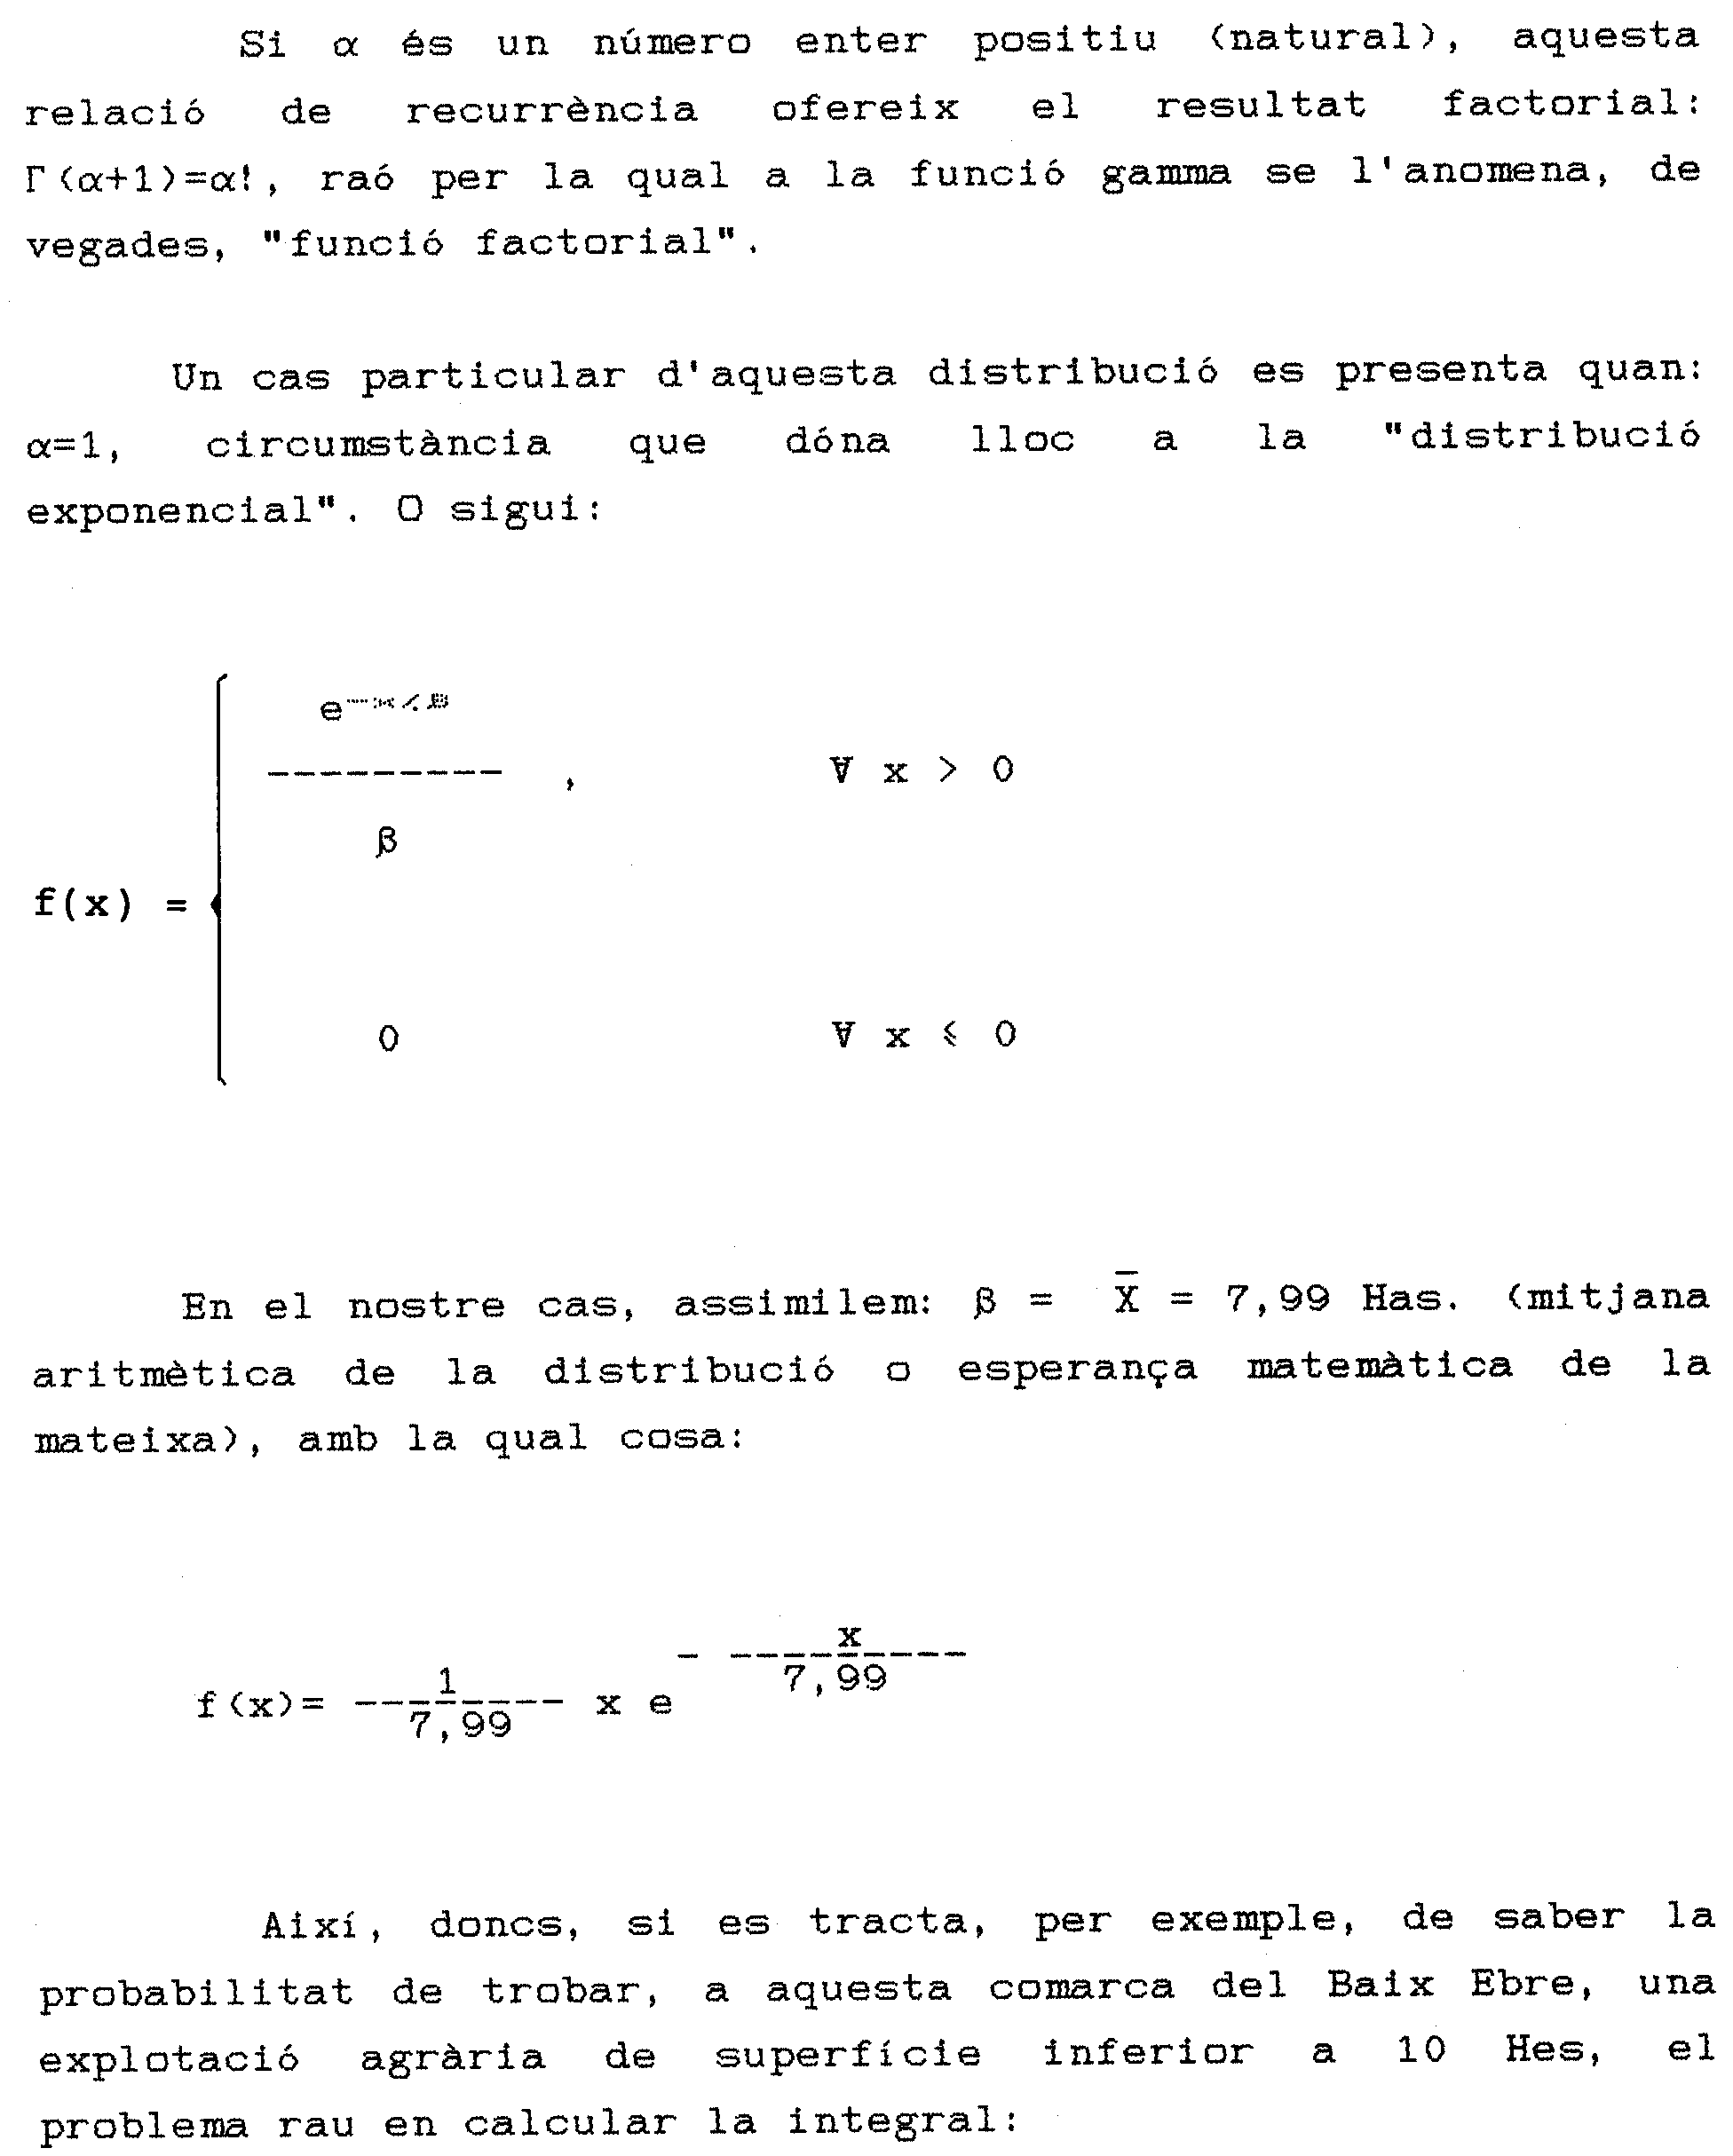 Si α és un número enter positiu (natural), aquesta
relació de recurrència ofereix el resultat factorial:
Γ(α+1)=α!, raó per la qual a la funció gamma se l'anomena, de
vegades, "funció factorial".
Un cas particular d'aquesta distribució es presenta quan:
α=1, circumstància que dóna lloc a la "distribució
exponencial". O sigui:
e^-x/β
--------- , ∀ x > 0
β
f(x) =
0 ∀ x ⩽ 0
En el nostre cas, assimilem: β = X̅ = 7,99 Has. (mitjana
aritmètica de la distribució o esperança matemàtica de la
mateixa), amb la qual cosa:
x
- ---------
1 7,99
f(x)= -------- x e
7,99
Així, doncs, si es tracta, per exemple, de saber la
probabilitat de trobar, a aquesta comarca del Baix Ebre, una
explotació agrària de superfície inferior a 10 Hes, el
problema rau en calcular la integral: